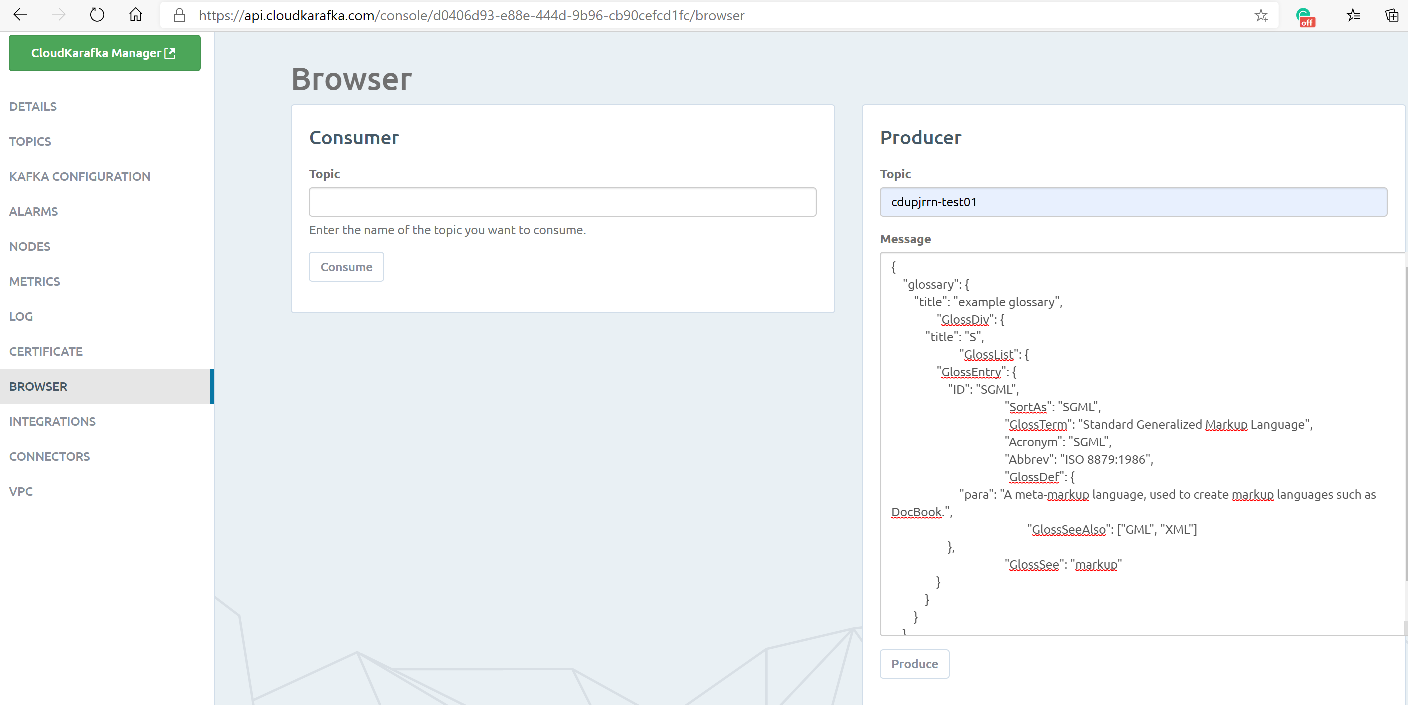 https://api.cloudkarafka.com/console/d0406d93-e88e-444d-9b96-cb90cefcd1fc/browser
off
CloudKarafka Manager
DETAILS
TOPICS
KAFKA CONFIGURATION
ALARMS
NODES
METRICS
LOG
CERTIFICATE
BROWSER
INTEGRATIONS
CONNECTORS
VPC
Browser
Consumer
Topic
Enter the name of the topic you want to consume.
Consume
Producer
Topic
cdupjrrn-test01
Message
{
"glossary": {
"title": "example glossary",
"GlossDiv": {
"title": "S",
"GlossList": {
"GlossEntry": {
"ID": "SGML",
"SortAs": "SGML",
"GlossTerm": "Standard Generalized Markup Language",
"Acronym": "SGML",
"Abbrev": "ISO 8879:1986",
"GlossDef": {
"para": "A meta-markup language, used to create markup languages such as
DocBook.",
"GlossSeeAlso": ["GML", "XML"]
},
"GlossSee": "markup"
}
}
}
}
Produce